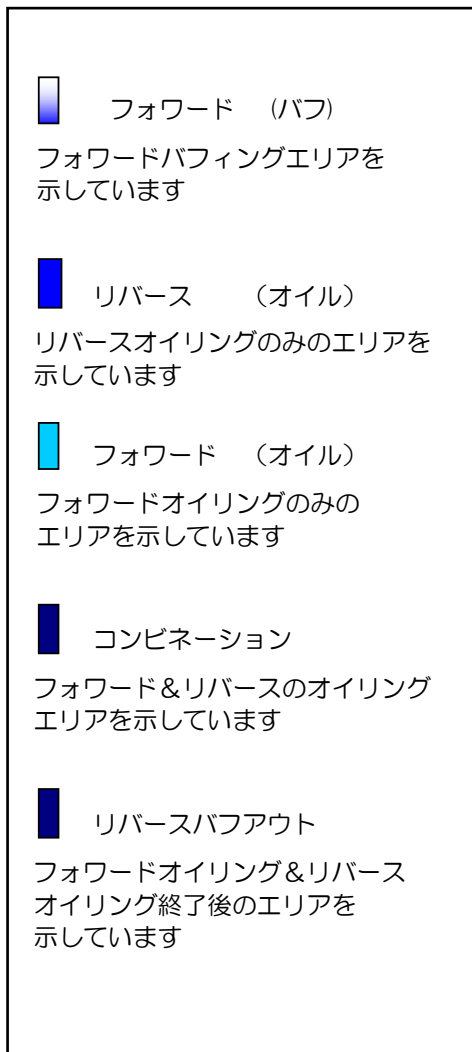 フォワード　(バフ)
フォワードバフィングエリアを
示しています
リバース　　（オイル）
リバースオイリングのみのエリアを
示しています
フォワード　（オイル）
フォワードオイリングのみの
エリアを示しています
コンビネーション
フォワード＆リバースのオイリング
エリアを示しています
リバースバフアウト
フォワードオイリング＆リバース
オイリング終了後のエリアを
示しています